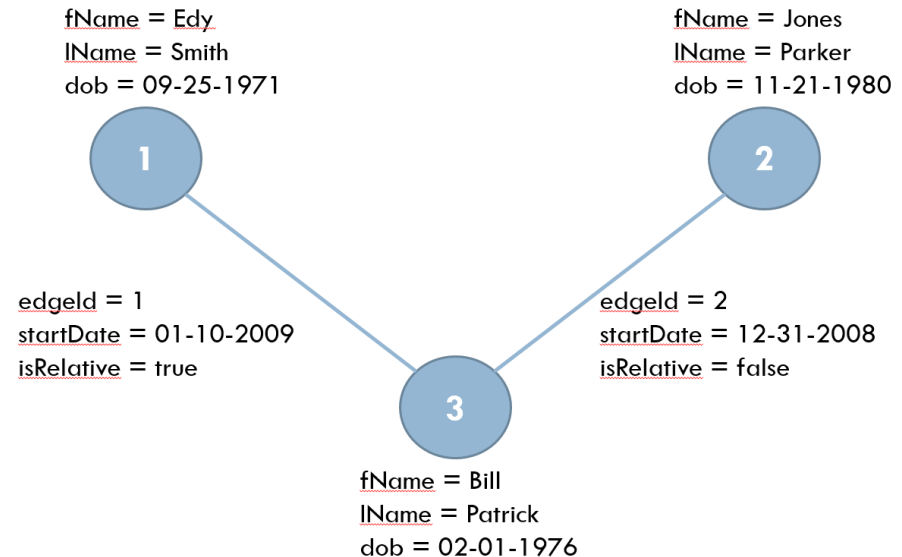 fName = Edy
lName = Smith
dob = 09-25-1971
fName = Jones
lName = Parker
dob = 11-21-1980
1
2
edgeId = 1
startDate = 01-10-2009
isRelative = true
edgeId = 2
startDate = 12-31-2008
isRelative = false
3
fName = Bill
lName = Patrick
dob = 02-01-1976